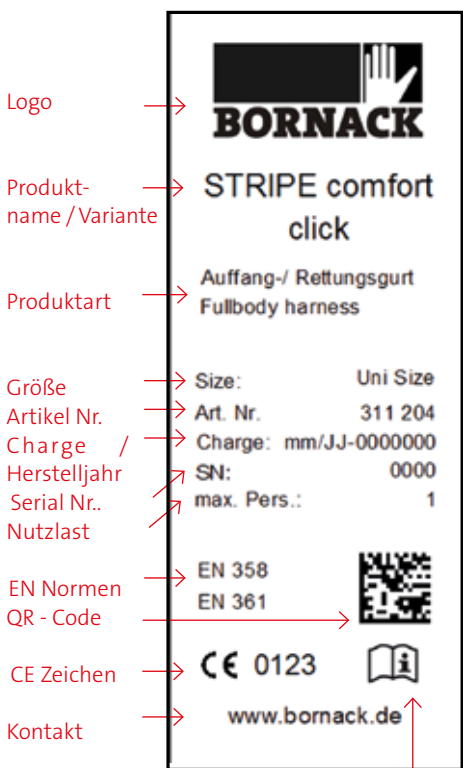 Logo
BORNACK
Produkt-
name / Variante
STRIPE comfort
click
Produktart
Auffang-/ Rettungsgurt
Fullbody harness
Größe
Size: Uni Size
Artikel Nr.
Art. Nr. 311 204
Charge /
Herstelljahr
Charge: mm/JJ-0000000
Serial Nr..
SN: 0000
Nutzlast
max. Pers.: 1
EN Normen
EN 358
EN 361
QR - Code
CE Zeichen
CE 0123
i
Kontakt
www.bornack.de